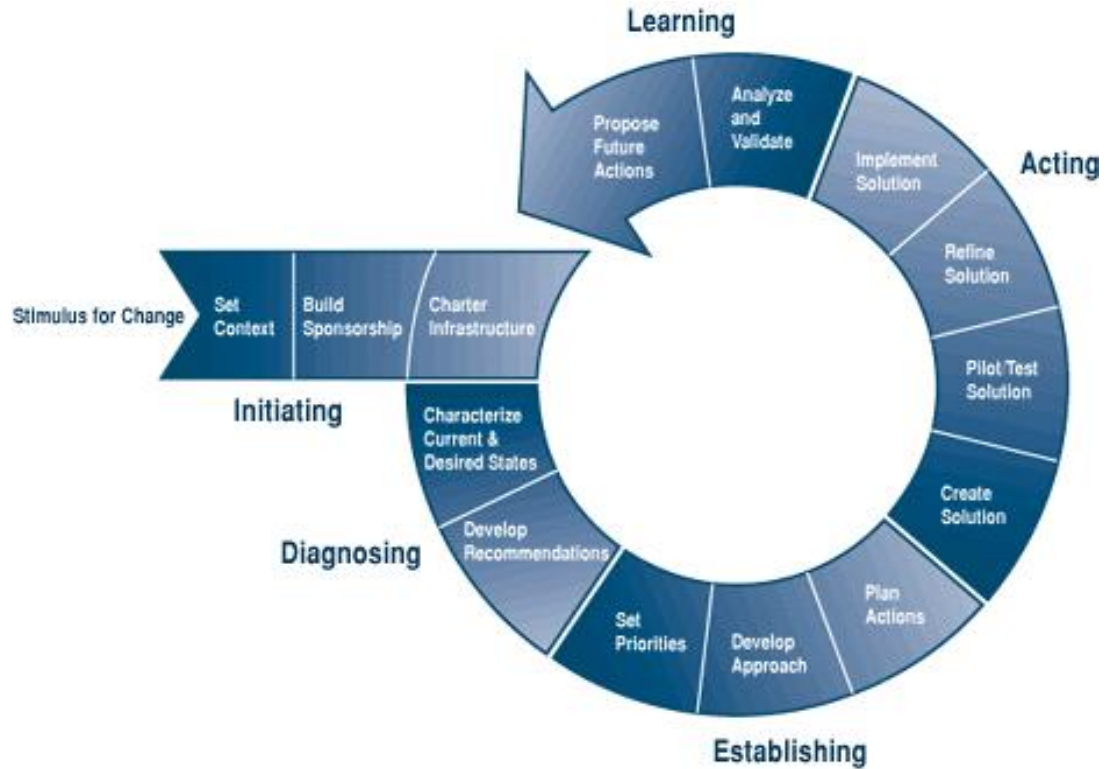 Learning
Analyze
and
Validate
Propose
Future
Actions
Implement
Solution
Acting
Refine
Solution
Stimulus for Change
Set
Context
Build
Sponsorship
Charter
Infrastructure
Pilot/Test
Solution
Initiating
Characterize
Current &
Desired States
Create
Solution
Diagnosing
Develop
Recommendations
Plan
Actions
Set
Priorities
Develop
Approach
Establishing